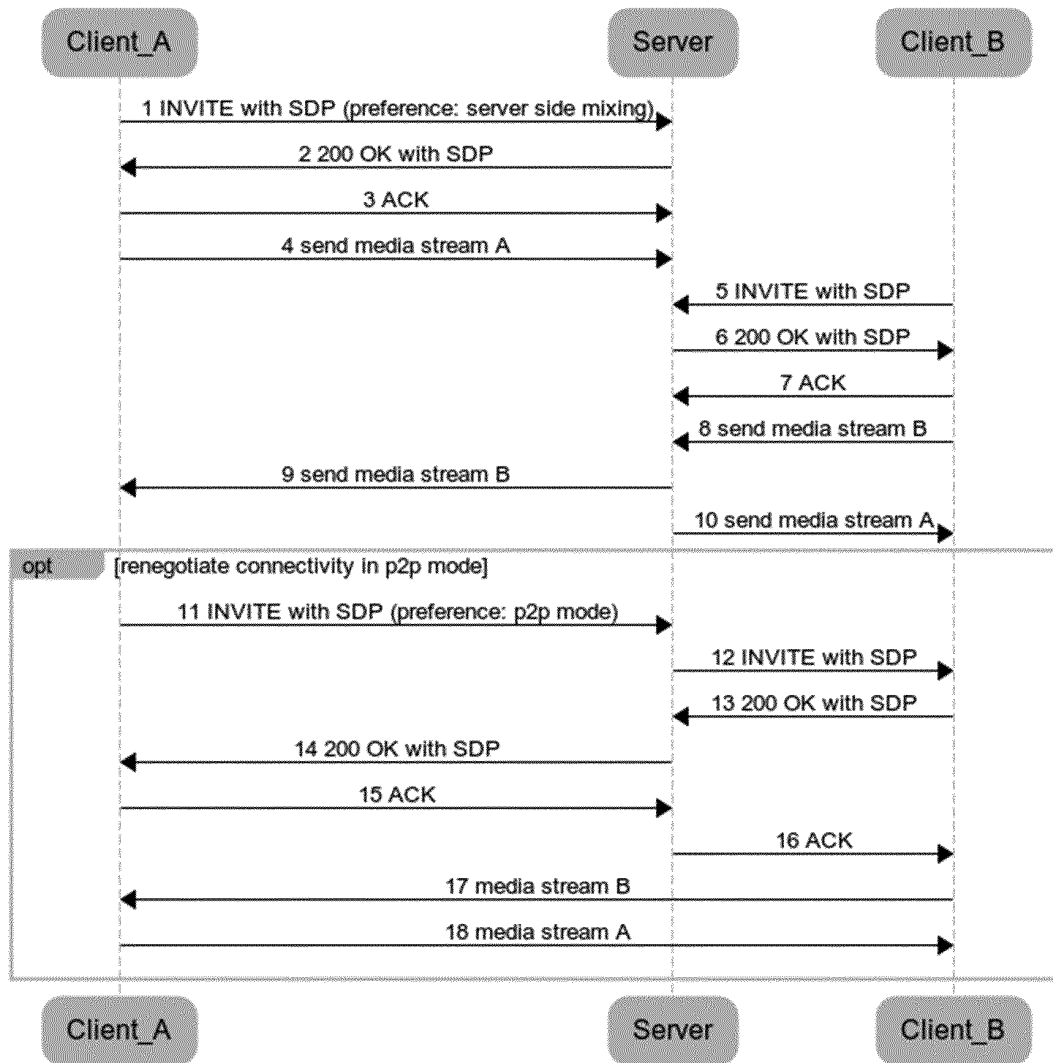 Client_A Server Client_B
1 INVITE with SDP (preference: server side mixing)
2 200 OK with SDP
3 ACK
4 send media stream A
5 INVITE with SDP
6 200 OK with SDP
7 ACK
8 send media stream B
9 send media stream B
10 send media stream A
opt [renegotiate connectivity in p2p mode]
11 INVITE with SDP (preference: p2p mode)
12 INVITE with SDP
13 200 OK with SDP
14 200 OK with SDP
15 ACK
16 ACK
17 media stream B
18 media stream A
Client_A Server Client_B